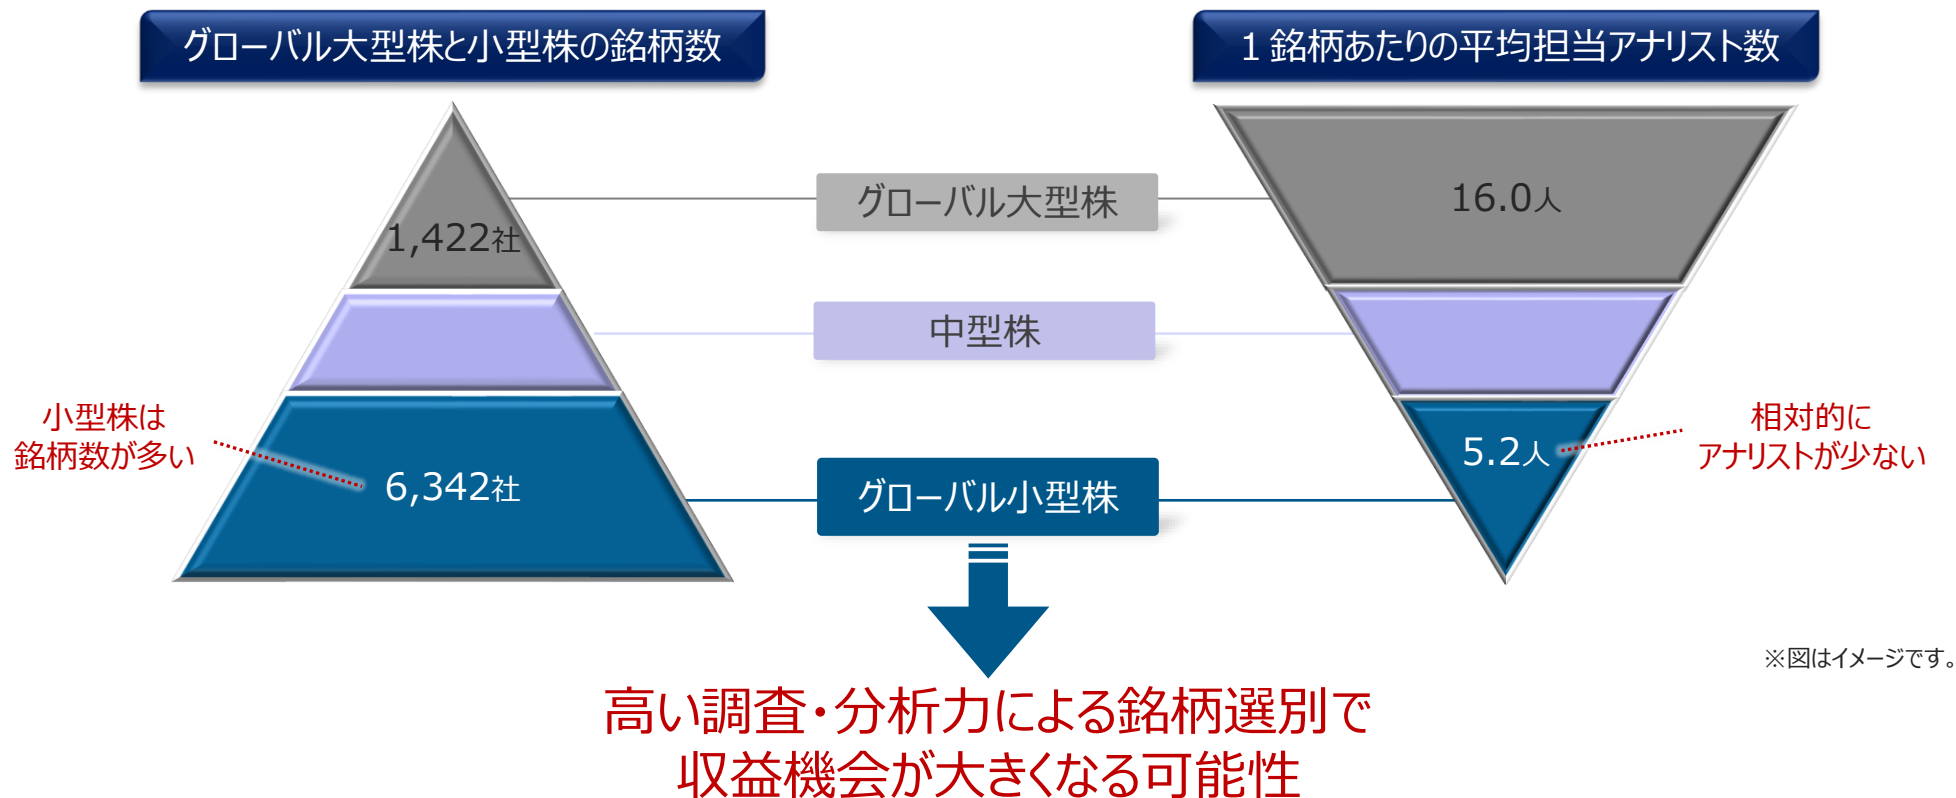 グローバル大型株と小型株の銘柄数
1銘柄あたりの平均担当アナリスト数
グローバル大型株
1,422社
16.0人
中型株
小型株は
銘柄数が多い
相対的に
アナリストが少ない
6,342社
5.2人
グローバル小型株
※図はイメージです。
高い調査・分析力による銘柄選別で
収益機会が大きくなる可能性